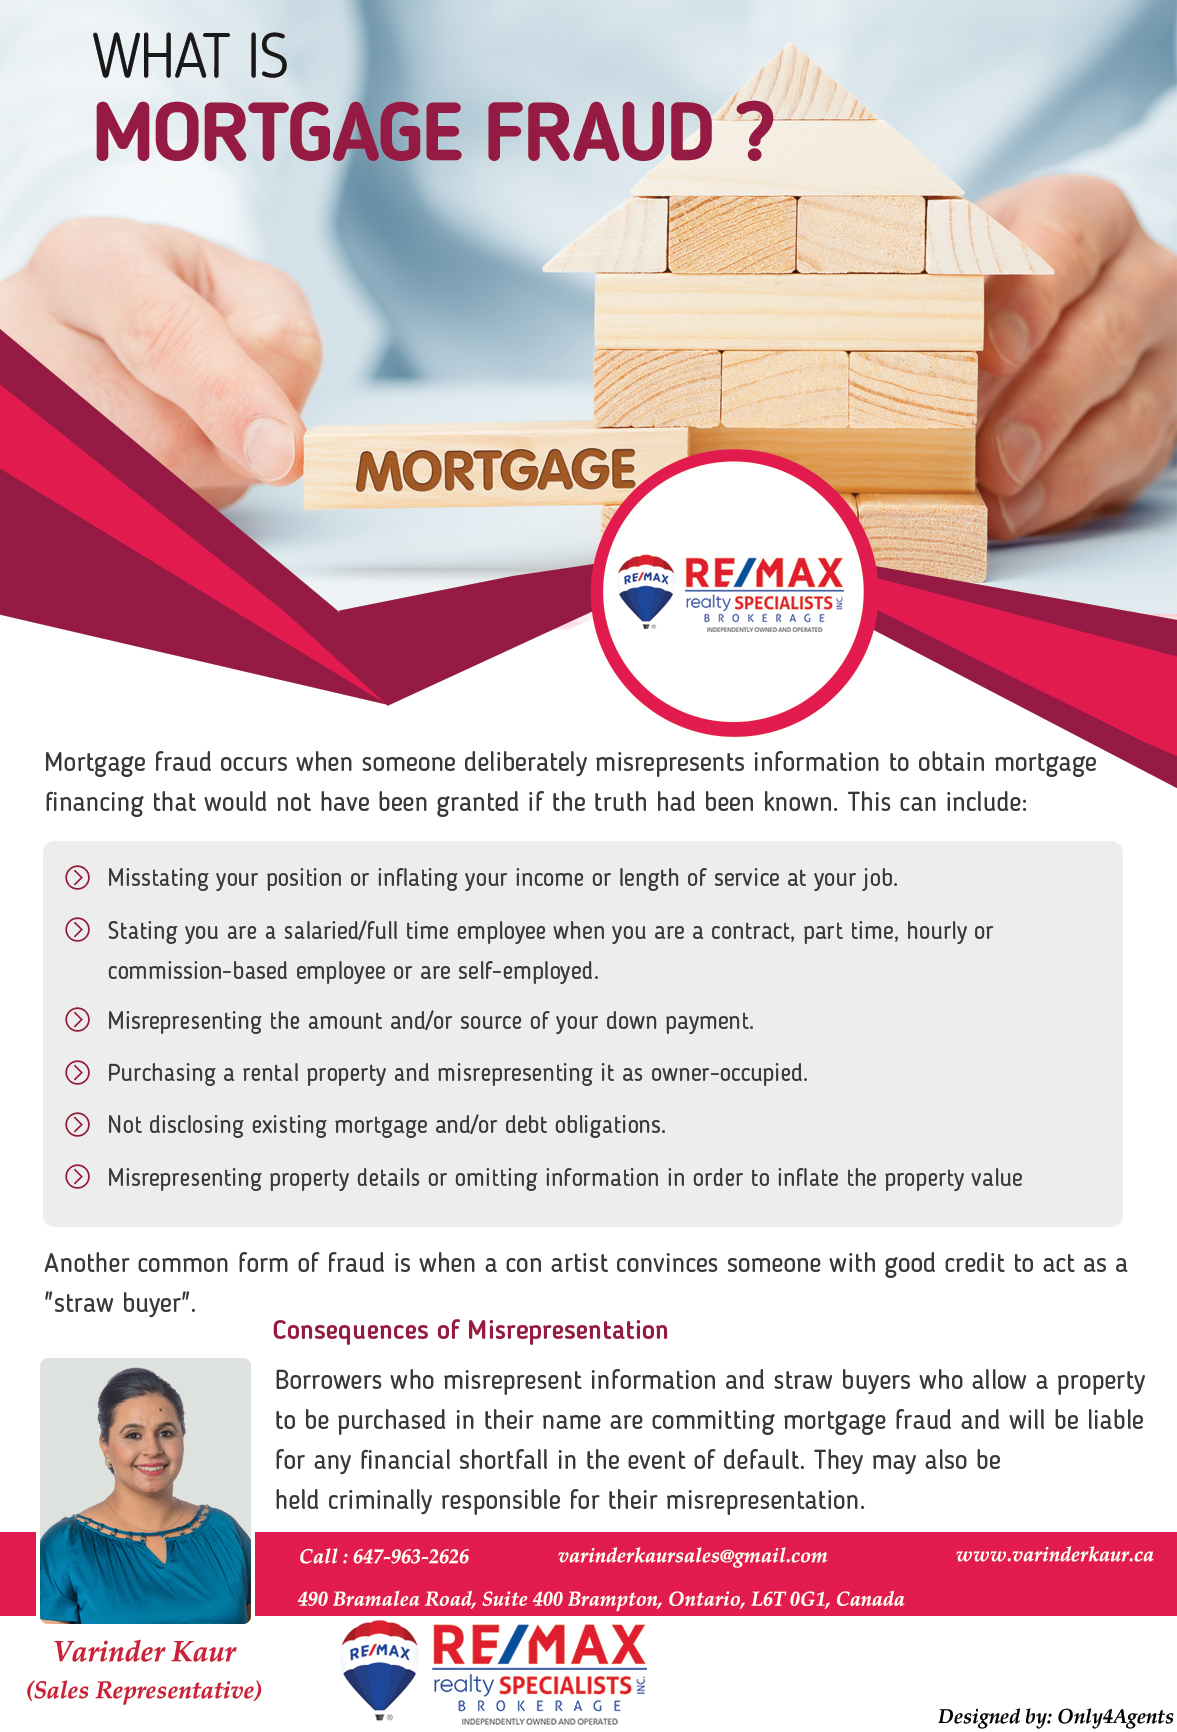 WHAT IS
MORTGAGE FRAUD ?
MORTGAGE
RE/MAX
RE/MAX
realty SPECIALISTS INC.
BROKERAGE
INDEPENDENTLY OWNED AND OPERATED
Mortgage fraud occurs when someone deliberately misrepresents information to obtain mortgage
financing that would not have been granted if the truth had been known. This can include:
Misstating your position or inflating your income or length of service at your job.
Stating you are a salaried/full time employee when you are a contract, part time, hourly or
commission-based employee or are self-employed.
Misrepresenting the amount and/or source of your down payment.
Purchasing a rental property and misrepresenting it as owner-occupied.
Not disclosing existing mortgage and/or debt obligations.
Misrepresenting property details or omitting information in order to inflate the property value
Another common form of fraud is when a con artist convinces someone with good credit to act as a
"straw buyer".
Consequences of Misrepresentation
Borrowers who misrepresent information and straw buyers who allow a property
to be purchased in their name are committing mortgage fraud and will be liable
for any financial shortfall in the event of default. They may also be
held criminally responsible for their misrepresentation.
Call : 647-963-2626 varinderkaursales@gmail.com www.varinderkaur.ca
490 Bramalea Road, Suite 400 Brampton, Ontario, L6T 0G1, Canada
Varinder Kaur
(Sales Representative)
RE/MAX
RE/MAX
realty SPECIALISTS INC.
BROKERAGE
INDEPENDENTLY OWNED AND OPERATED
Designed by: Only4Agents